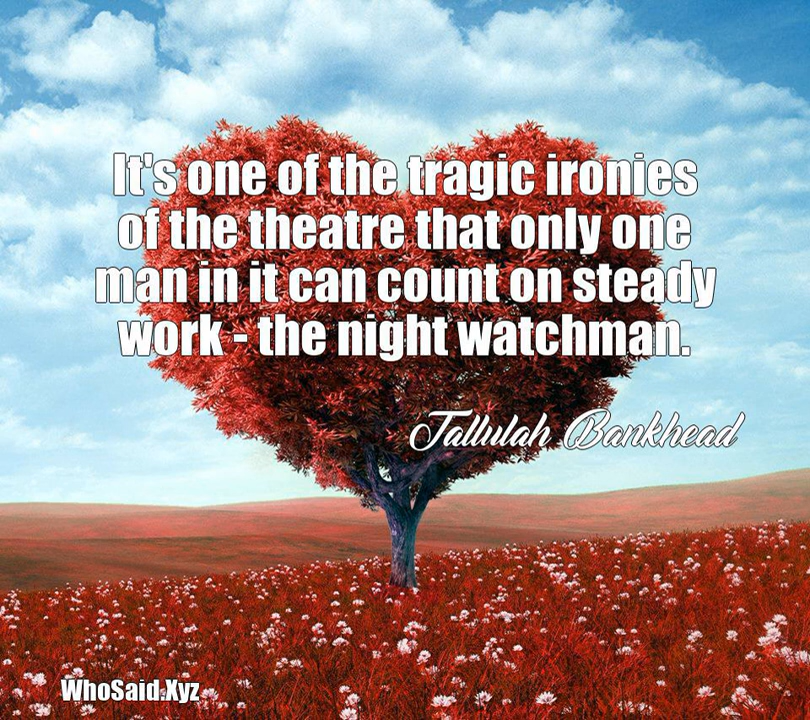 It's one of the tragic ironies
of the theatre that only one
man in it can count on steady
work - the night watchman.
Tallulah Bankhead
WhoSaid.Xyz